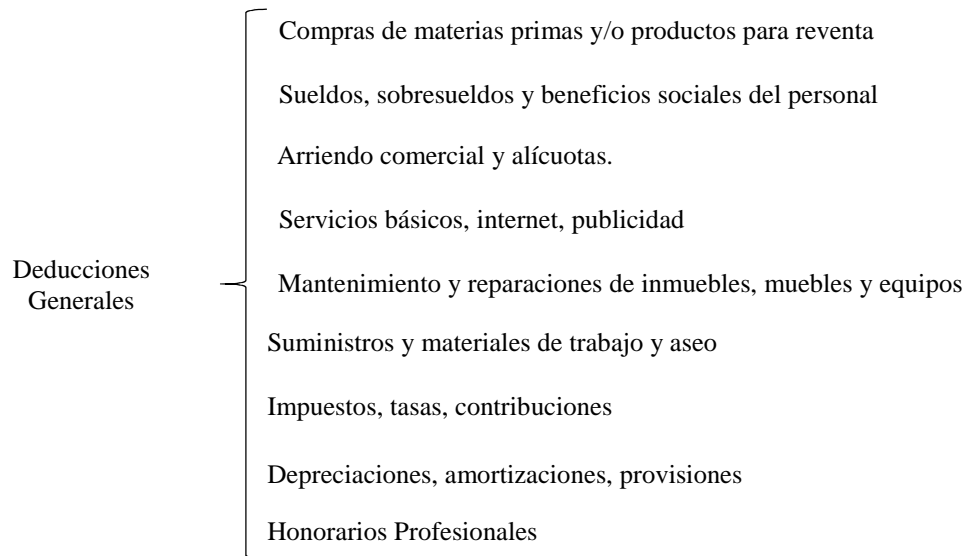 Deducciones
Generales
Compras de materias primas y/o productos para reventa
Sueldos, sobresueldos y beneficios sociales del personal
Arriendo comercial y alícuotas.
Servicios básicos, internet, publicidad
Mantenimiento y reparaciones de inmuebles, muebles y equipos
Suministros y materiales de trabajo y aseo
Impuestos, tasas, contribuciones
Depreciaciones, amortizaciones, provisiones
Honorarios Profesionales